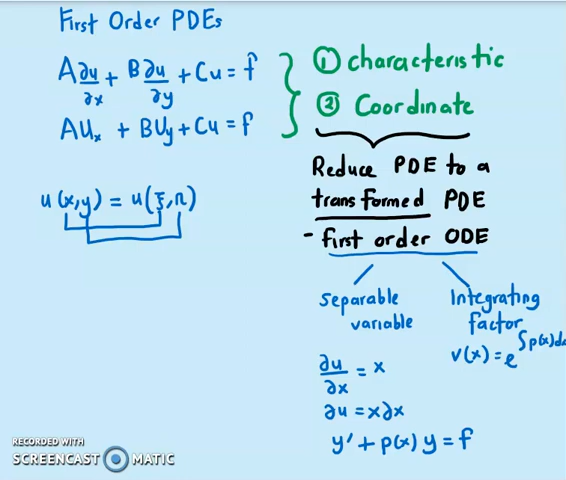 First Order PDEs
A ∂u/∂x + B ∂u/∂y + Cu = f
AUx + BUy + Cu = f
① characteristic
② Coordinate
Reduce PDE to a
transformed PDE
- first order ODE
u(x,y) = u(ξ,η)
Separable
variable
Integrating
factor
v(x) = e^∫p(x)d
∂u/∂x = x
∂u = x∂x
y' + p(x) y = f
RECORDED WITH
SCREENCAST MATIC